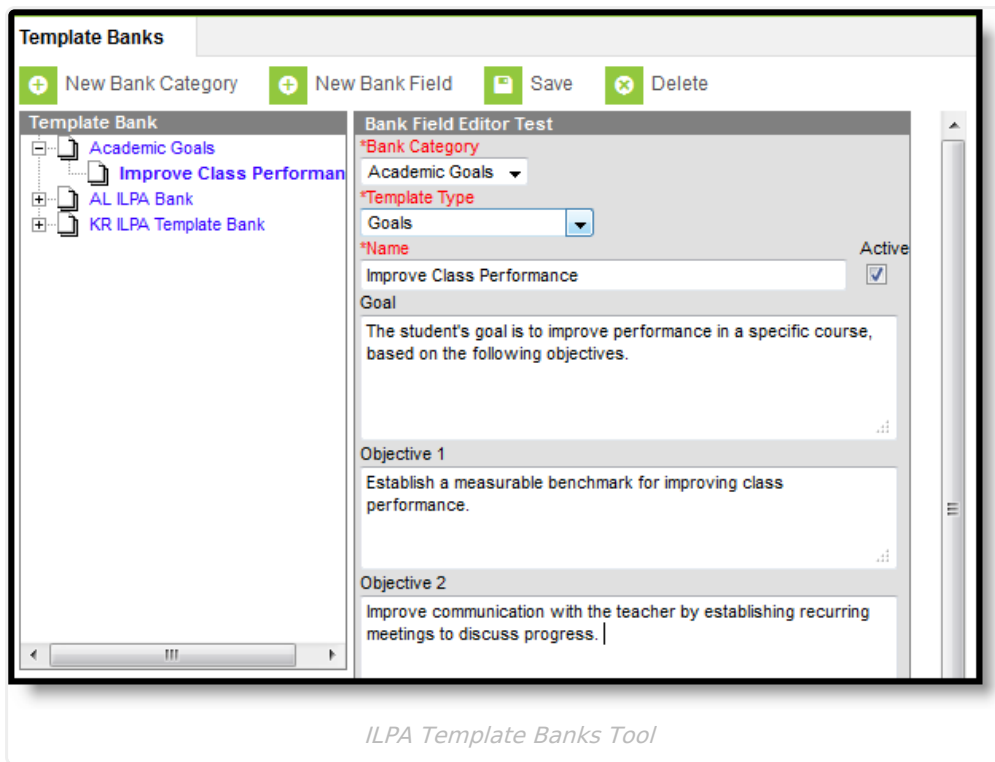 Template Banks
New Bank Category New Bank Field Save Delete
Template Bank
Academic Goals
Improve Class Performan
AL ILPA Bank
KR ILPA Template Bank
Bank Field Editor Test
*Bank Category
Academic Goals
*Template Type
Goals
*Name Active
Improve Class Performance
Goal
The student's goal is to improve performance in a specific course,
based on the following objectives.
Objective 1
Establish a measurable benchmark for improving class
performance.
Objective 2
Improve communication with the teacher by establishing recurring
meetings to discuss progress.
ILPA Template Banks Tool